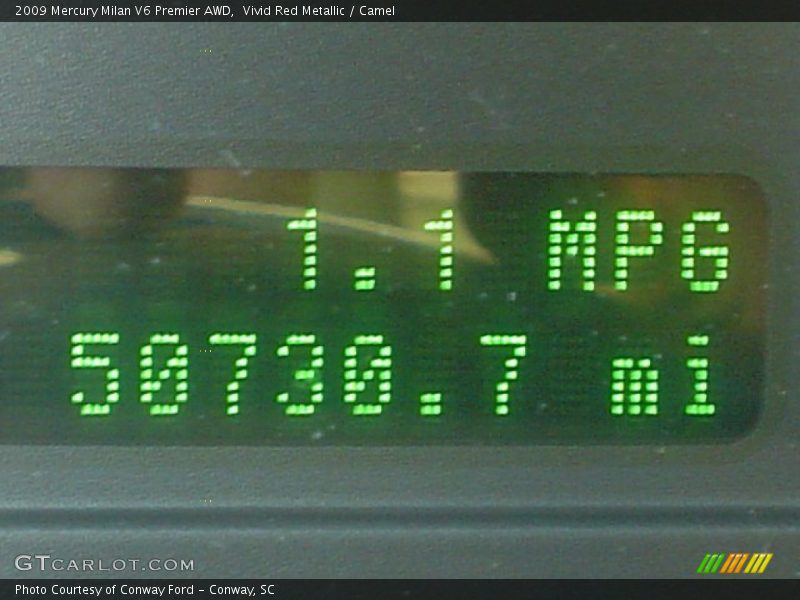 2009 Mercury Milan V6 Premier AWD,  Vivid Red Metallic / Camel
1.1 MPG
50730.7 mi
GTCARLOT.COM
Photo Courtesy of Conway Ford - Conway, SC